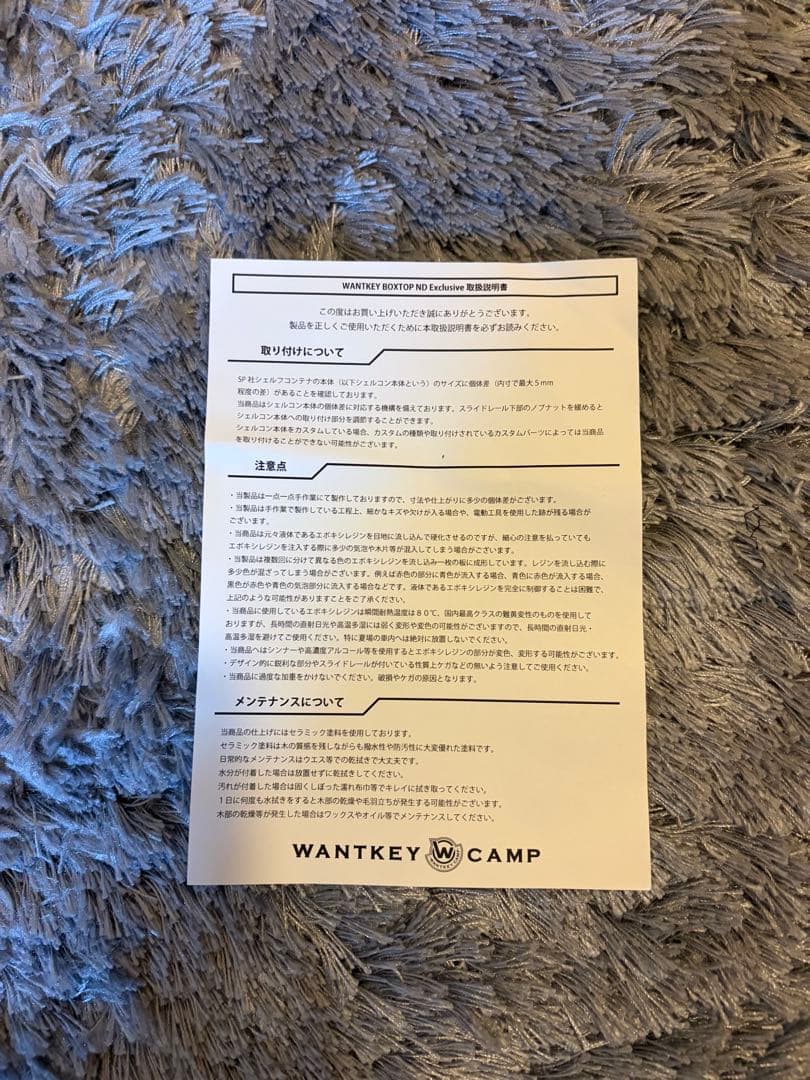 WANTKEY BOXTOP ND Exclusive 取扱説明書
この度はお買い上げいただき誠にありがとうございます。
製品を正しくご使用いただくために本取扱説明書を必ずお読みください。
取り付けについて
SP社シェルフコンテナの本体（以下シェルコン本体という）のサイズに個体差（内寸で最大５mm
程度の差）があることを確認しております。
当商品はシェルコン本体の個体差に対応する機構を備えております。スライドレール下部のノブナットを緩めると
シェルコン本体への取り付け部分を調節することができます。
シェルコン本体をカスタムしている場合、カスタムの種類や取り付けされているカスタムパーツによっては当商品
を取り付けることができない可能性がございます。
注意点
・当製品は一点一点手作業にて製作しておりますので、寸法や仕上がりに多少の個体差がございます。
・当製品は手作業で製作している工程上、細かなキズや欠けが入る場合や、電動工具を使用した跡が残る場合が
ございます。
・当商品は元々液体であるエポキシレジンを目地に流し込んで硬化させるのですが、細心の注意を払っていても
エポキシレジンを注入する際に多少の気泡や木片等が混入してしまう場合がございます。
・当製品は複数回に分けて異なる色のエポキシレジンを流し込み一枚の板に成形しています。レジンを流し込む際に
多少色が混ざってしまう場合がございます。例えば赤色の部分に青色が流入する場合、青色に赤色が流入する場合、
黒色が赤色や青色の気泡部分に流入する場合などです。液体であるエポキシレジンを完全に制御することは困難で、
上記のような可能性がありますことをご了承ください。
・当商品に使用しているエポキシレジンは瞬間耐熱温度は８０℃、国内最高クラスの難黄変性のものを使用して
おりますが、長時間の直射日光や高温多湿には弱く変形や変色の可能性がございますので、長時間の直射日光・
高温多湿を避けてご使用ください。特に夏場の車内へは絶対に放置しないでください。
・当商品へはシンナーや高濃度アルコール等を使用するとエポキシレジンの部分が変色、変形する可能性がございます。
・デザイン的に鋭利な部分やスライドレールが付いている性質上ケガなどの無いよう注意してご使用ください。
・当商品に過度な加重をかけないでください。破損やケガの原因となります。
メンテナンスについて
当商品の仕上げにはセラミック塗料を使用しております。
セラミック塗料は木の質感を残しながらも撥水性や防汚性に大変優れた塗料です。
日常的なメンテナンスはウエス等での乾拭きで大丈夫です。
水分が付着した場合は放置せずに乾拭きしてください。
汚れが付着した場合は固くしぼった濡れ布巾等でキレイに拭き取ってください。
１日に何度も水拭きをすると木部の乾燥や毛羽立ちが発生する可能性がございます。
木部の乾燥等が発生した場合はワックスやオイル等でメンテナンスしてください。
WANTKEY W CAMP